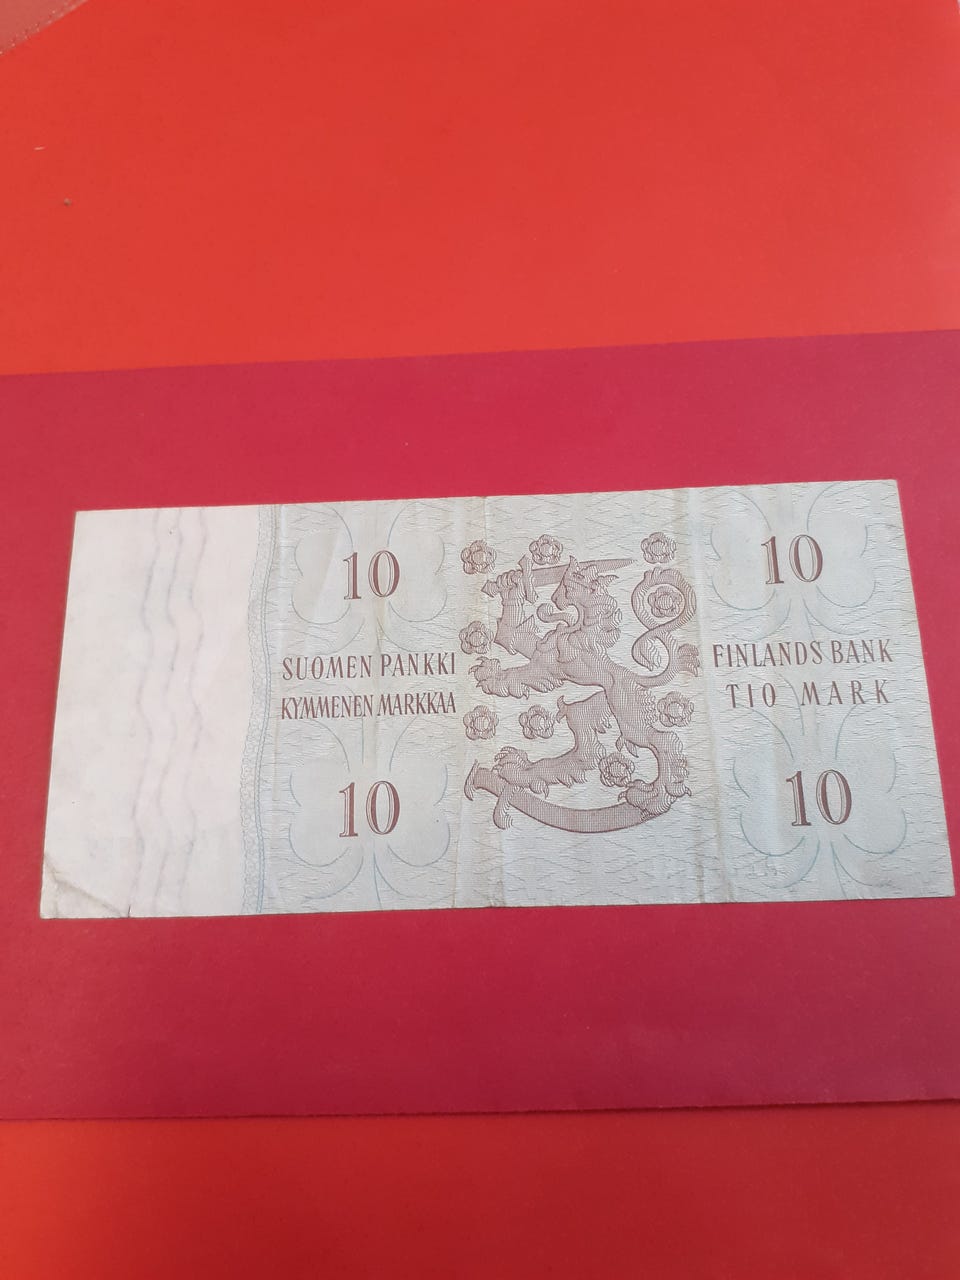 10
SUOMEN PANKKI
KYMMENEN MARKKAA
10
10
FINLANDS BANK
TIO MARK
10